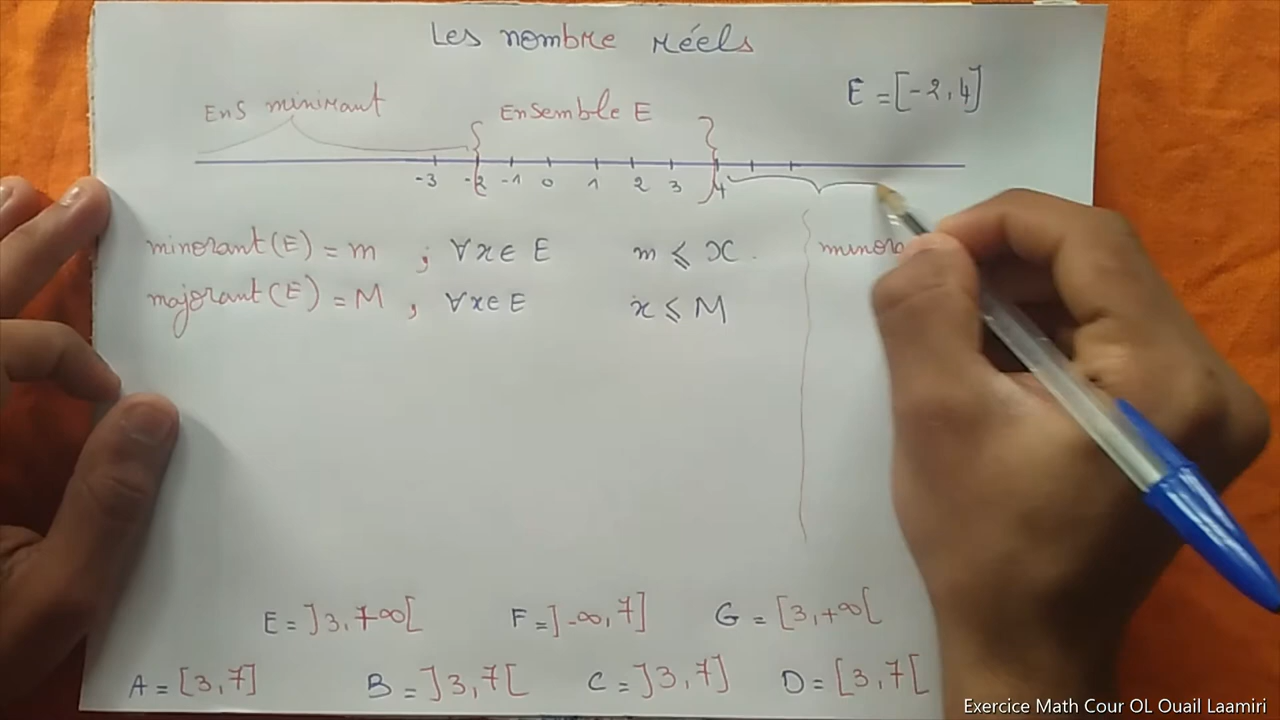 Les nombre réels
E = [-2, 4]
Ens minirant
Ensemble E
-3 -2 -1 0 1 2 3 4
minorant (E) = m ; ∀x ∈ E m ⩽ x.
majorant (E) = M , ∀x ∈ E x ⩽ M
E = ]3, +∞[ F = ]-∞, 7] G = [3, +∞[
A = [3, 7] B = ]3, 7[ C = ]3, 7] D = [3, 7[
Exercice Math Cour OL Ouail Laamiri